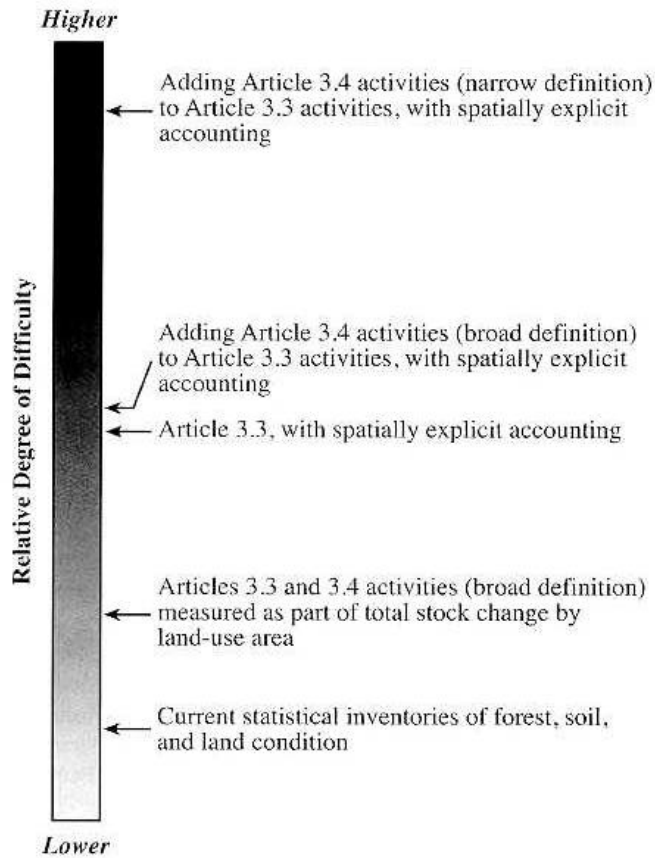 Higher
Adding Article 3.4 activities (narrow definition)
to Article 3.3 activities, with spatially explicit
accounting
Relative Degree of Difficulty
Adding Article 3.4 activities (broad definition)
to Article 3.3 activities, with spatially explicit
accounting
Article 3.3, with spatially explicit accounting
Articles 3.3 and 3.4 activities (broad definition)
measured as part of total stock change by
land-use area
Current statistical inventories of forest, soil,
and land condition
Lower